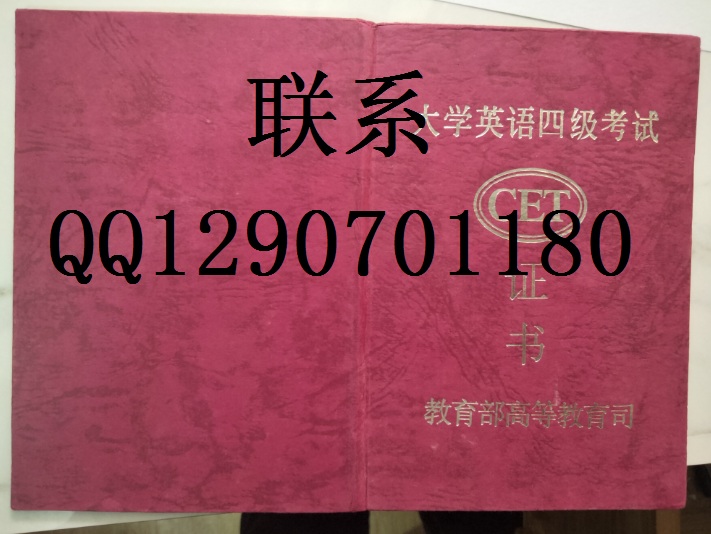 联系
大学英语四级考试
CET
QQ1290701180
证
书
教育部高等教育司